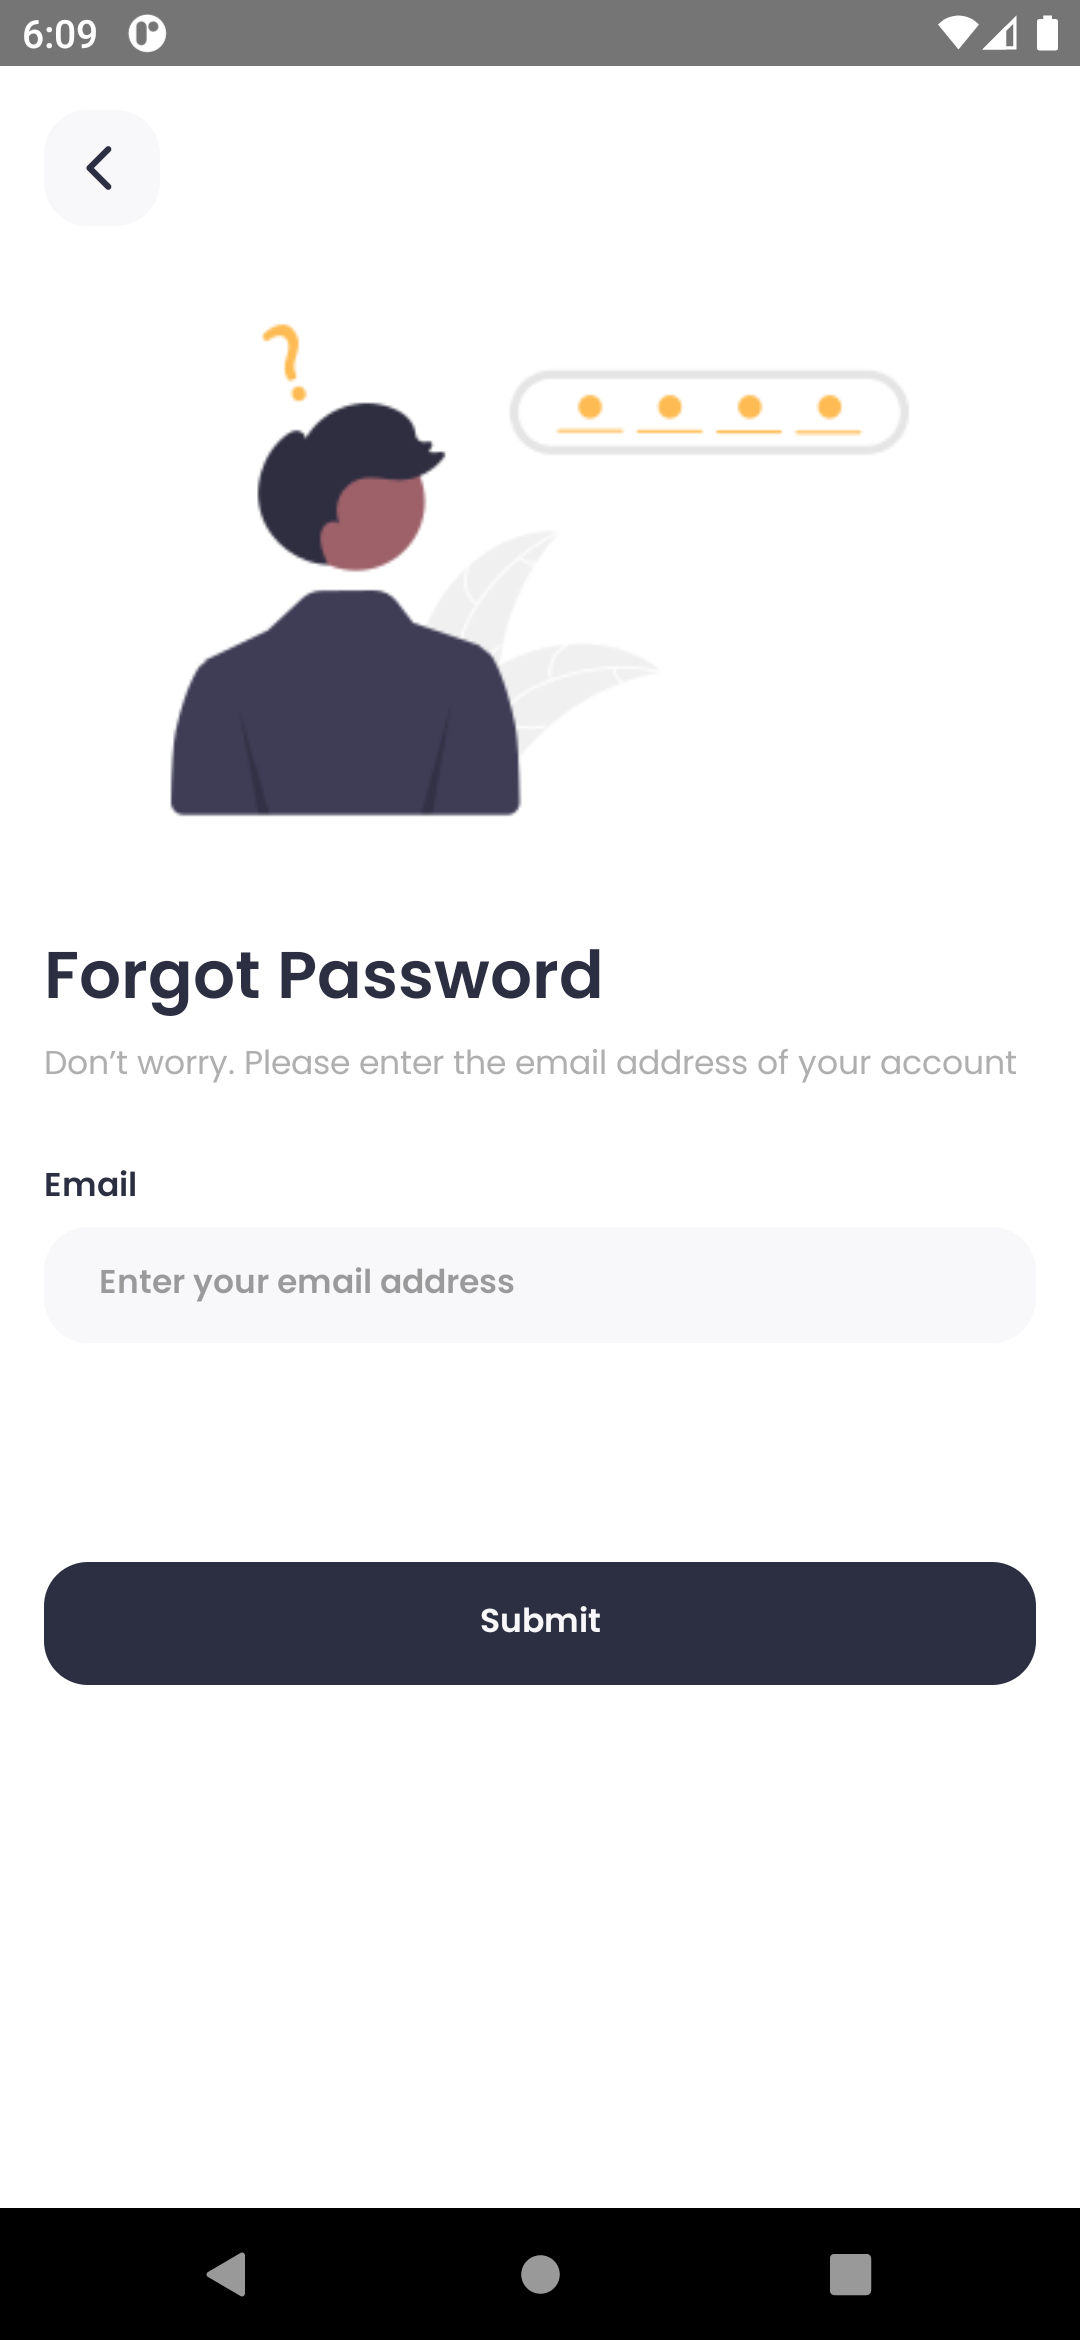 6:09
?
Forgot Password
Don’t worry. Please enter the email address of your account
Email
Enter your email address
Submit